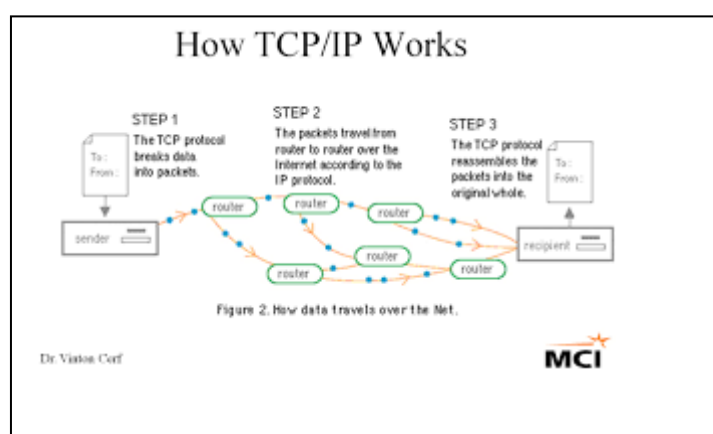 How TCP/IP Works
STEP 1
The TCP protocol
breaks data
into packets.
STEP 2
The packets travel from
router to router over the
Internet according to the
IP protocol.
STEP 3
The TCP protocol
reassembles the
packets into the
original whole.
To :
From :
To :
From :
sender
router
router
router
router
router
router
recipient
Figure 2. How data travels over the Net.
Dr. Vinton Cerf
MCI